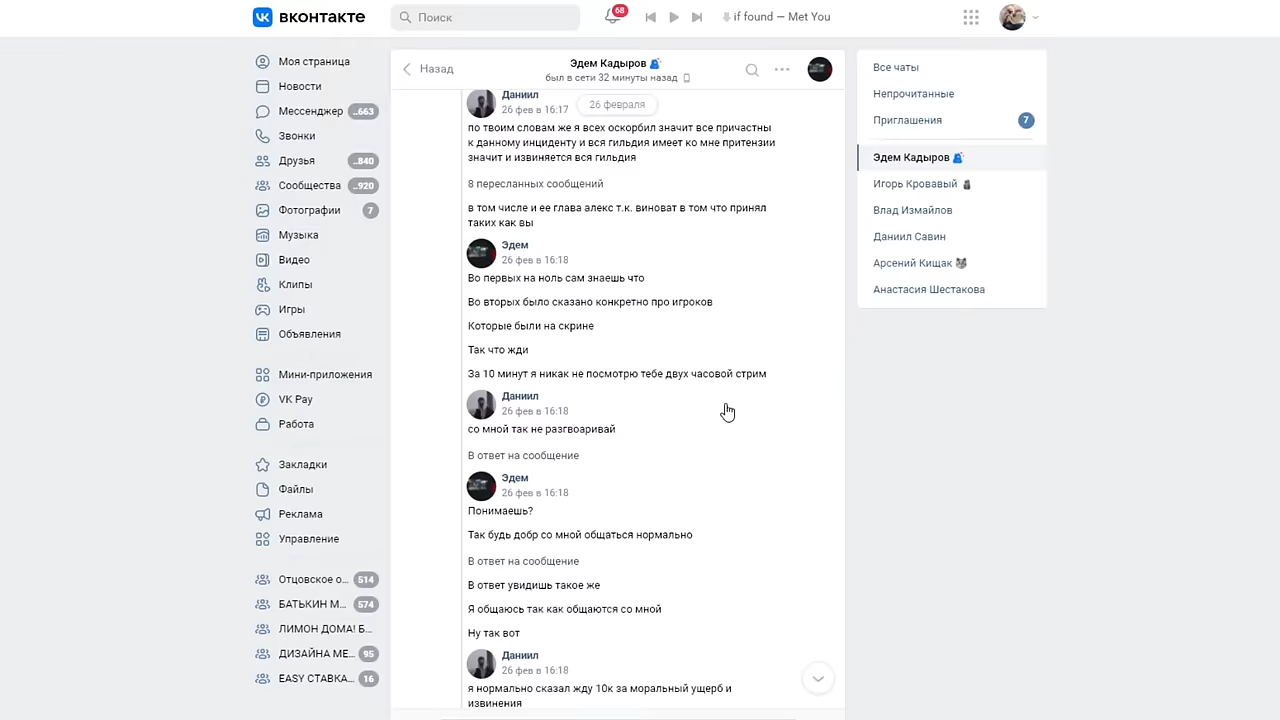 вконтакте
Поиск
68
if found — Met You
Моя страница
Новости
Мессенджер ..663
Звонки
Друзья ..840
Сообщества ..920
Фотографии 7
Музыка
Видео
Клипы
Игры
Объявления
Мини-приложения
VK Pay
Работа
Закладки
Файлы
Реклама
Управление
Отцовское о... 514
БАТЬКИН М... 574
ЛИМОН ДОМА! Б...
ДИЗАЙНА МЕ... 95
EASY СТАВКА... 16
Назад
Эдем Кадыров
был в сети 32 минуты назад
Даниил
26 фев в 16:17
26 февраля
по твоим словам же я всех оскорбил значит все причастны
к данному инциденту и вся гильдия имеет ко мне притензии
значит и извиняется вся гильдия
8 пересланных сообщений
в том числе и ее глава алекс т.к. виноват в том что принял
таких как вы
Эдем
26 фев в 16:18
Во первых на ноль сам знаешь что
Во вторых было сказано конкретно про игроков
Которые были на скрине
Так что жди
За 10 минут я никак не посмотрю тебе двух часовой стрим
Даниил
26 фев в 16:18
со мной так не разгвоаривай
В ответ на сообщение
Эдем
26 фев в 16:18
Понимаешь?
Так будь добр со мной общаться нормально
В ответ на сообщение
В ответ увидишь такое же
Я общаюсь так как общаются со мной
Ну так вот
Даниил
26 фев в 16:18
я нормально сказал жду 10к за моральный ущерб и
извинения
Все чаты
Непрочитанные
Приглашения 7
Эдем Кадыров
Игорь Кровавый
Влад Измайлов
Даниил Савин
Арсений Кищак
Анастасия Шестакова